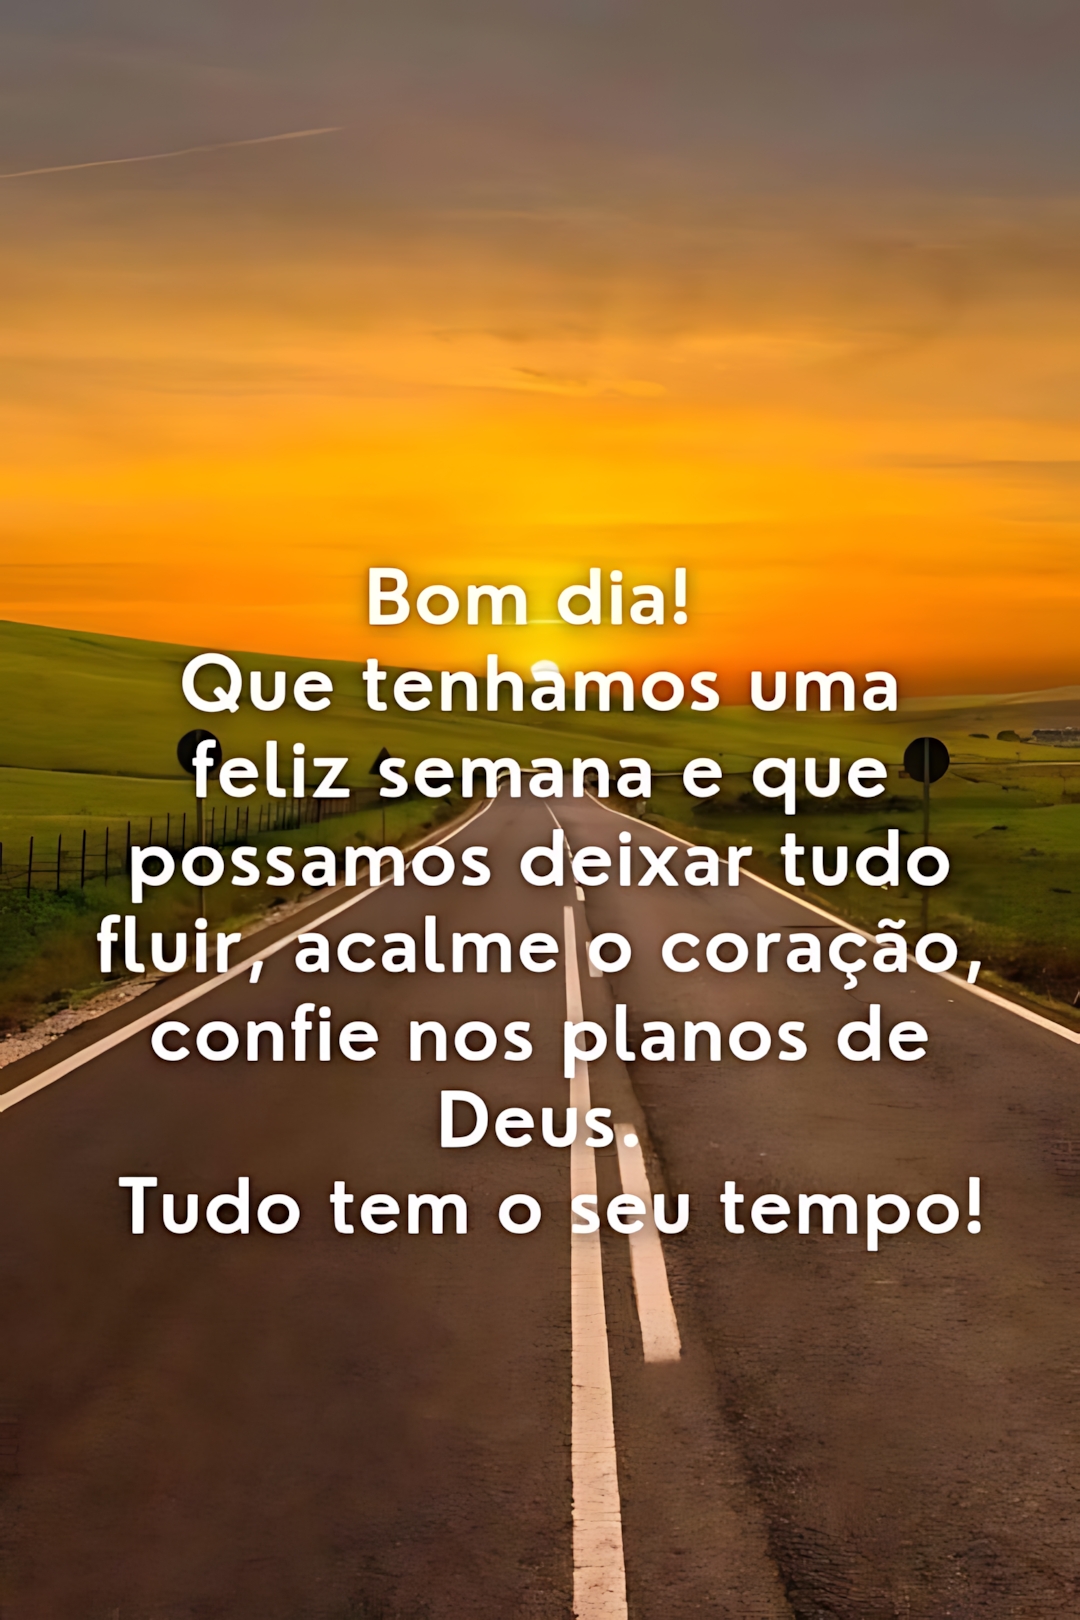 Bom dia!
Que tenhamos uma
feliz semana e que
possamos deixar tudo
fluir, acalme o coração,
confie nos planos de
Deus.
Tudo tem o seu tempo!